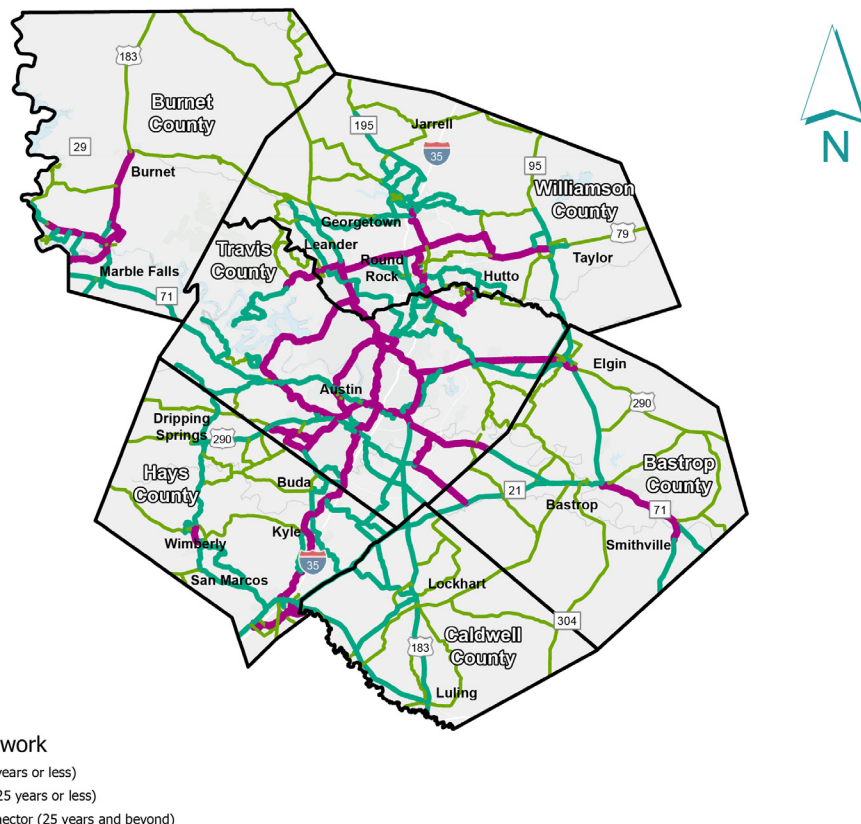 183
Burnet
County
195
Jarrell
35
29
95
Burnet
Williamson
County
Georgetown
79
Travis
County
Leander
Round
Rock
Taylor
Marble Falls
Hutto
71
Elgin
Austin
290
Dripping
Springs
290
Bastrop
County
Hays
County
Buda
21
Bastrop
71
Kyle
Wimberly
Smithville
35
San Marcos
Lockhart
304
Caldwell
County
183
Luling
N
work
years or less)
25 years or less)
nector (25 years and beyond)